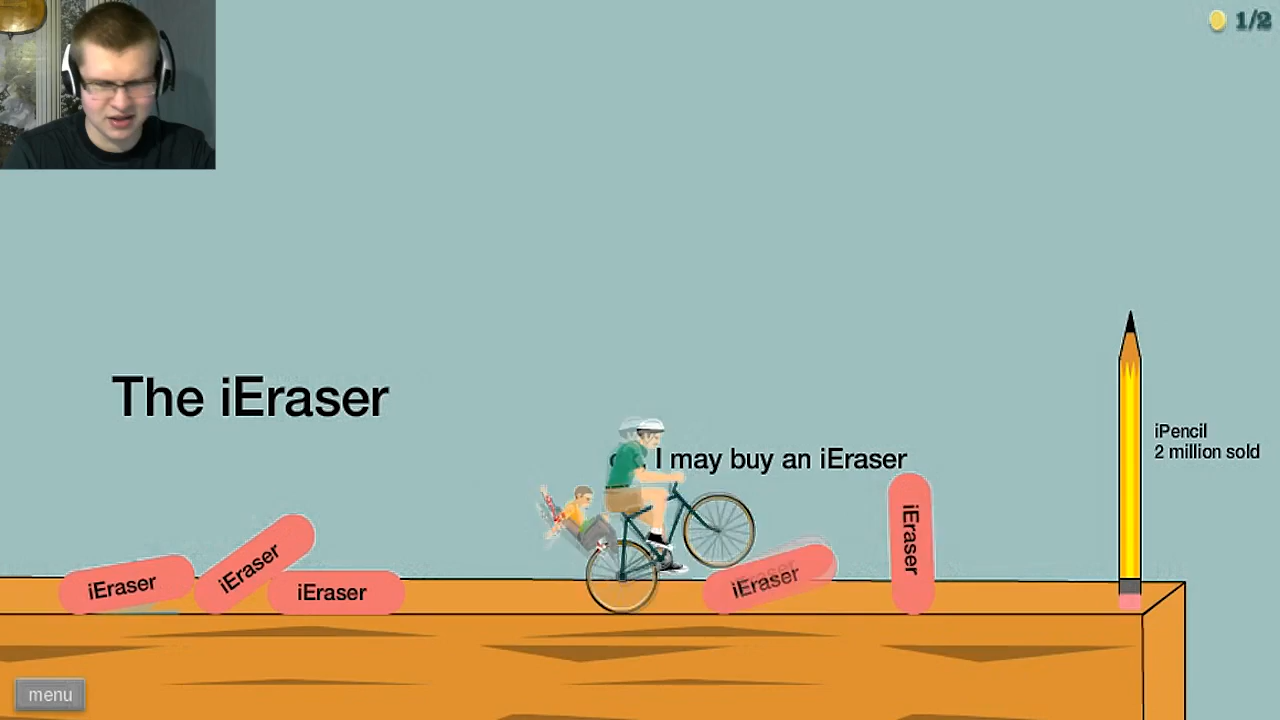 1/2
The iEraser
iPencil
2 million sold
I may buy an iEraser
iEraser
iEraser
iEraser
iEraser
iEraser
menu